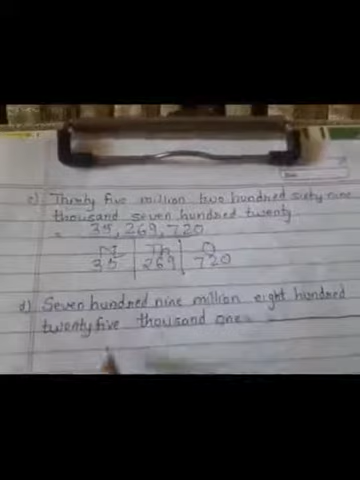 c) Thirty five million two hundred sixty nine
thousand seven hundred twenty
= 35,269,720
M Th O
35 269 720
d) Seven hundred nine million eight hundred
twenty five thousand one.